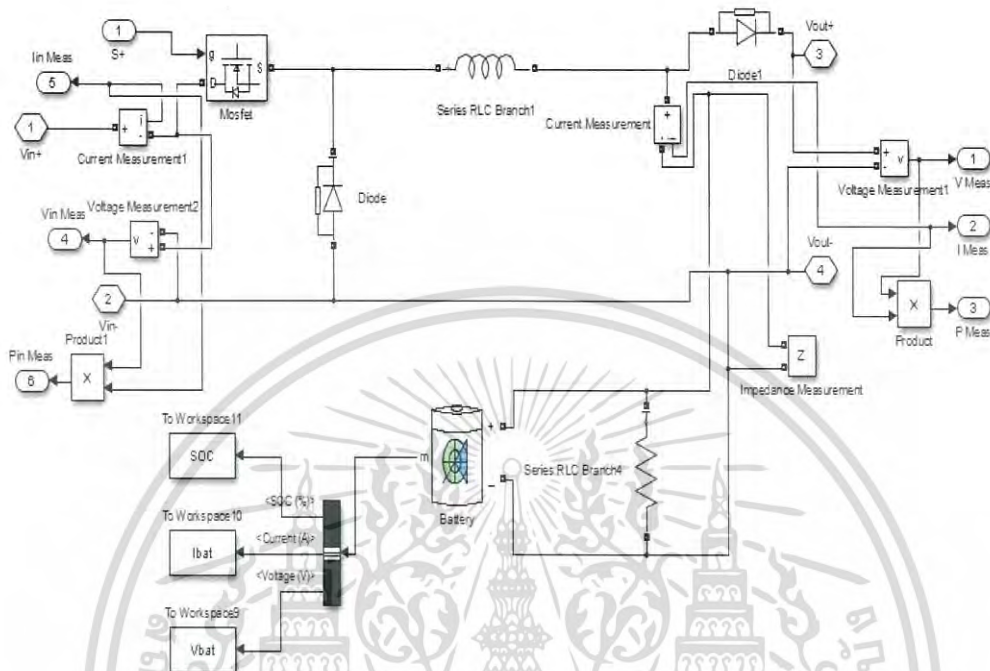 1
S+
Iin Meas
5
g
D
S
Mosfet
1
Vin+
+
i
-
Current Measurement1
Series RLC Branch1
+
Vout+
3
Diode1
+
-
i
Current Measurement
Diode
Vin Meas
4
Voltage Measurement2
v
-
+
2
Vin-
+
-
v
Voltage Measurement1
1
V Meas
2
I Meas
Vout-
4
X
Product
3
P Meas
Product1
X
Pin Meas
6
Z
Impedance Measurement
To Workspace11
SOC
<SOC (%)>
m
+
-
Battery
Series RLC Branch4
To Workspace10
Ibat
<Current (A)>
<Voltage (V)>
To Workspace9
Vbat